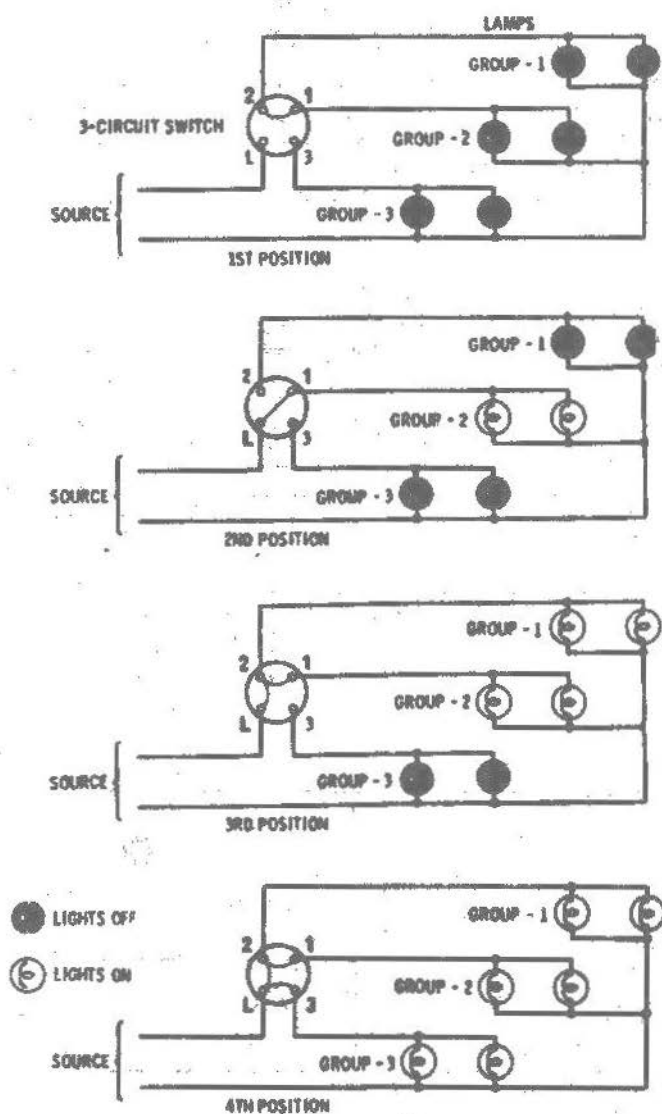 LAMPS
GROUP - 1
2 1
3-CIRCUIT SWITCH
GROUP - 2
L 3
SOURCE
GROUP - 3
1ST POSITION
GROUP - 1
2 1
GROUP - 2
L 3
SOURCE
GROUP - 3
2ND POSITION
GROUP - 1
2 1
GROUP - 2
L 3
SOURCE
GROUP - 3
3RD POSITION
GROUP - 1
LIGHTS OFF
2 1
LIGHTS ON
GROUP - 2
L 3
SOURCE
GROUP - 3
4TH POSITION